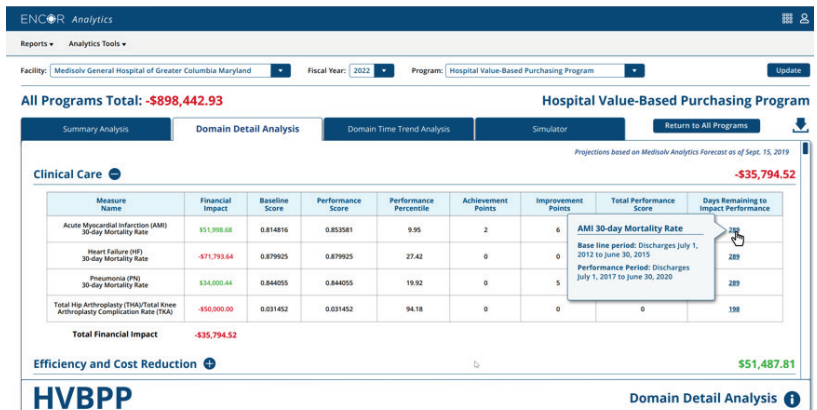 ENCOR Analytics
Reports Analytics Tools
Facility: Medisolv General Hospital of Greater Columbia Maryland Fiscal Year: 2022 Program: Hospital Value-Based Purchasing Program Update
All Programs Total: -$898,442.93 Hospital Value-Based Purchasing Program
Summary Analysis Domain Detail Analysis Domain Time Trend Analysis Simulator Return to All Programs
Projections based on Medisolv Analytics Forecast as of Sept. 15, 2019
Clinical Care -$35,794.52
Measure Financial Baseline Performance Performance Achievement Improvement Total Performance Days Remaining to
Name Impact Score Score Percentile Points Points Score Impact Performance
Acute Myocardial Infarction (AMI)
30-day Mortality Rate $51,998.68 0.814816 0.853581 9.95 2 6 289
AMI 30-day Mortality Rate
Base line period: Discharges July 1,
2012 to June 30, 2015
Performance Period: Discharges
July 1, 2017 to June 30, 2020
Heart Failure (HF)
30-day Mortality Rate -$71,793.64 0.879925 0.879925 27.42 0 0 289
Pneumonia (PN)
30-day Mortality Rate $34,000.44 0.844055 0.844055 19.92 0 5 289
Total Hip Arthroplasty (THA)/Total Knee
Arthroplasty Complication Rate (TKA) -$50,000.00 0.031452 0.031452 94.18 0 0 0 198
Total Financial Impact -$35,794.52
Efficiency and Cost Reduction $51,487.81
HVBPP Domain Detail Analysis